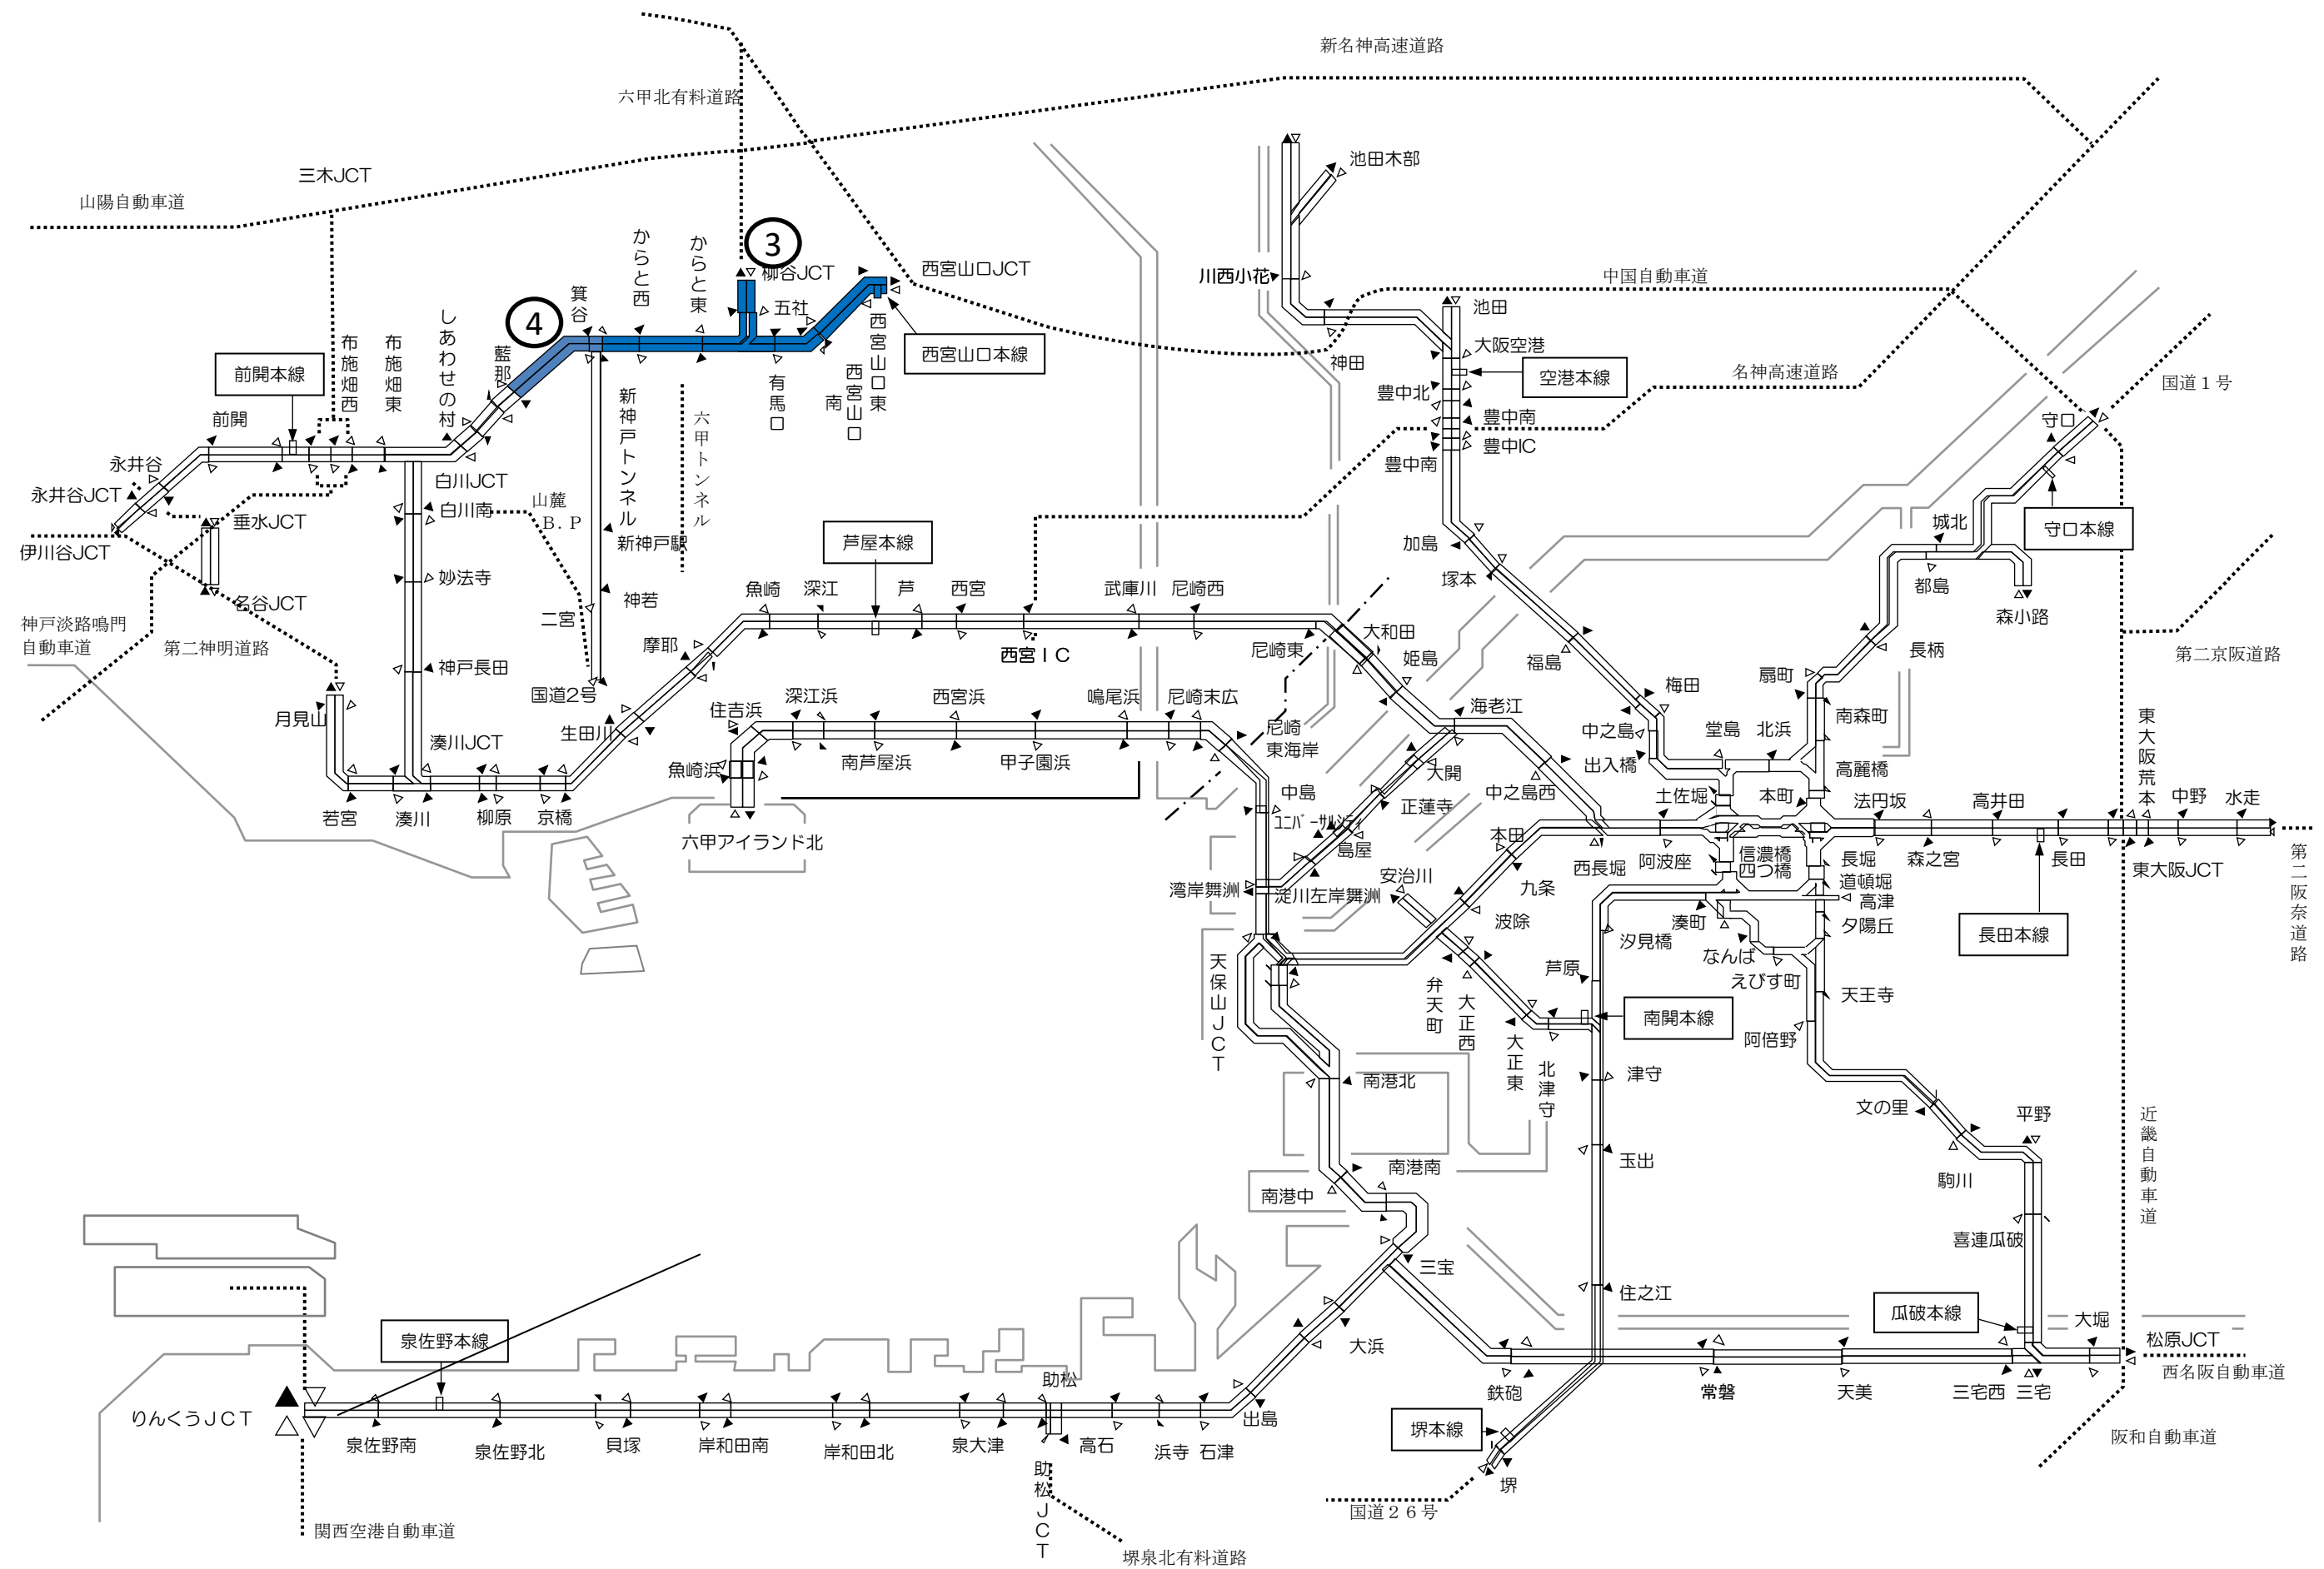 新名神高速道路
六甲北有料道路
三木JCT
山陽自動車道
池田木部
からと西
からと東
③
柳谷JCT
西宮山口JCT
川西小花
中国自動車道
箕谷
④
五社
池田
しあわせの村
藍那
布施畑西
布施畑東
西宮山口東
西宮山口本線
大阪空港
神田
空港本線
名神高速道路
国道１号
前開本線
有馬口
西宮山口南
豊中北
新神戸トンネル
六甲トンネル
前開
豊中南
守口
豊中IC
豊中南
永井谷
永井谷JCT
白川JCT
白川南
山麓
B．P
垂水JCT
城北
守口本線
伊川谷JCT
新神戸駅
芦屋本線
加島
妙法寺
塚本
都島
魚崎
深江
芦
西宮
武庫川
尼崎西
名谷JCT
神若
二宮
森小路
神戸淡路鳴門
自動車道
第二神明道路
摩耶
西宮ＩＣ
尼崎東
大和田
姫島
福島
長柄
第二京阪道路
神戸長田
国道2号
扇町
梅田
月見山
住吉浜
深江浜
西宮浜
鳴尾浜
尼崎末広
海老江
南森町
東大阪荒本
生田川
尼崎
東海岸
中之島
堂島
北浜
湊川JCT
魚崎浜
南芦屋浜
甲子園浜
大開
出入橋
高麗橋
中島
正蓮寺
中之島西
土佐堀
本町
法円坂
高井田
中野
水走
若宮
湊川
柳原
京橋
ユニバーサルシティ
六甲アイランド北
島屋
本田
西長堀
阿波座
信濃橋
四つ橋
長堀
森之宮
長田
東大阪JCT
第二阪奈道路
湾岸舞洲
淀川左岸舞洲
安治川
九条
道頓堀
高津
波除
湊町
夕陽丘
汐見橋
長田本線
天保山ＪＣＴ
なんば
芦原
えびす町
弁天町
大正西
天王寺
南開本線
阿倍野
大正東
北津守
南港北
津守
文の里
平野
近畿自動車道
南港南
玉出
駒川
南港中
喜連瓜破
三宝
住之江
瓜破本線
大堀
泉佐野本線
大浜
松原JCT
西名阪自動車道
助松
鉄砲
常磐
天美
三宅西
三宅
りんくうＪＣＴ
出島
堺本線
阪和自動車道
泉佐野南
泉佐野北
貝塚
岸和田南
岸和田北
泉大津
高石
浜寺
石津
助松ＪＣＴ
堺
国道２６号
関西空港自動車道
堺泉北有料道路